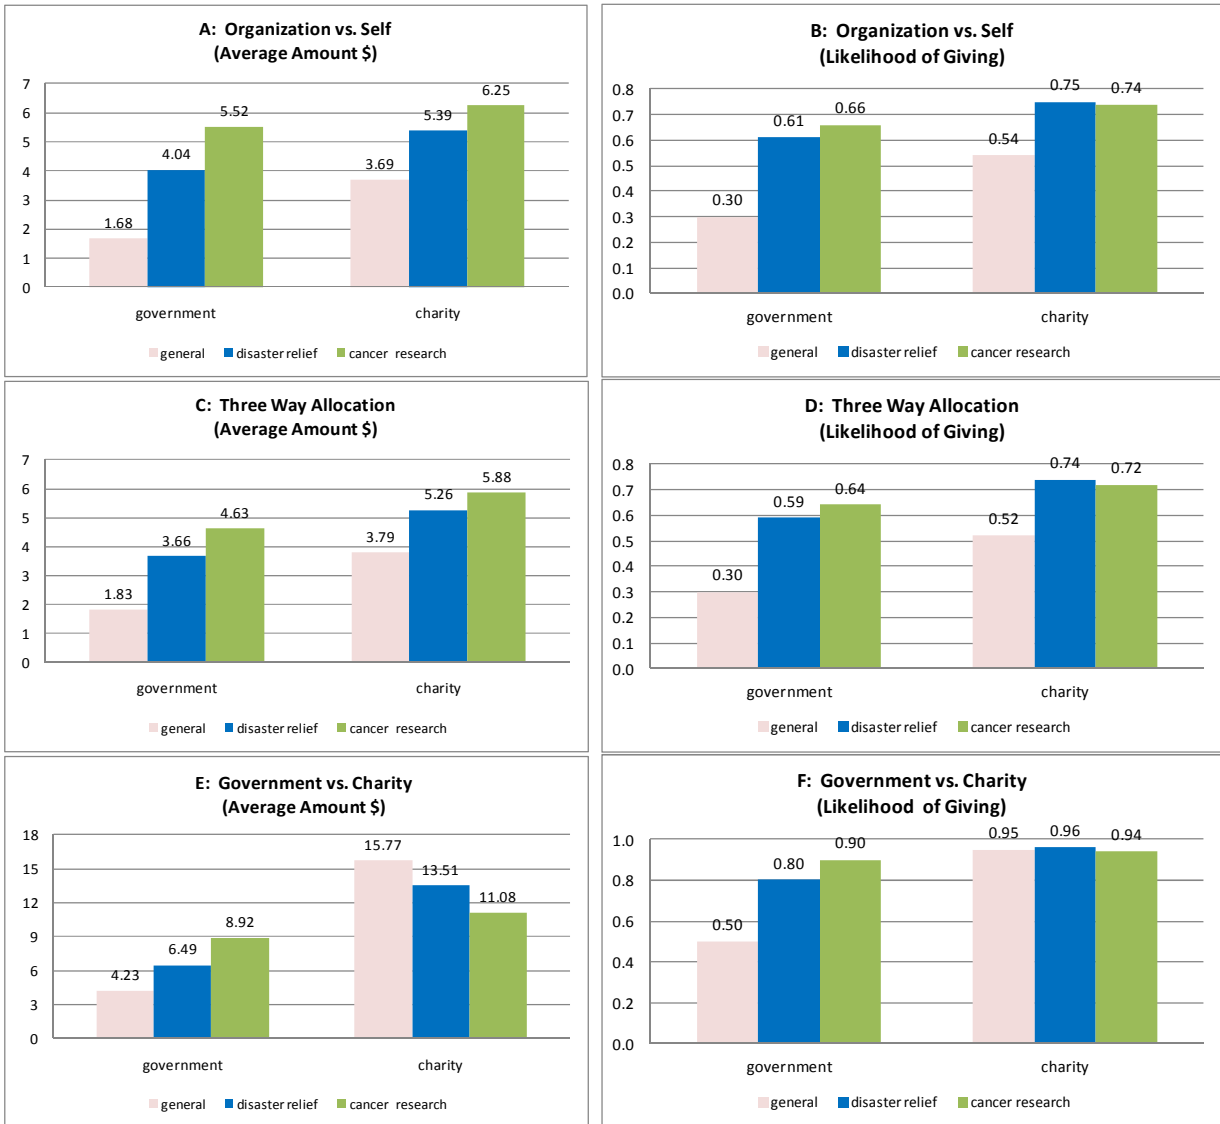 A: Organization vs. Self
(Average Amount $)
7
6
5
4
3
2
1
0
1.68
4.04
5.52
3.69
5.39
6.25
government
charity
general disaster relief cancer research
B: Organization vs. Self
(Likelihood of Giving)
0.8
0.7
0.6
0.5
0.4
0.3
0.2
0.1
0.0
0.30
0.61
0.66
0.54
0.75
0.74
government
charity
general disaster relief cancer research
C: Three Way Allocation
(Average Amount $)
7
6
5
4
3
2
1
0
1.83
3.66
4.63
3.79
5.26
5.88
government
charity
general disaster relief cancer research
D: Three Way Allocation
(Likelihood of Giving)
0.8
0.7
0.6
0.5
0.4
0.3
0.2
0.1
0.0
0.30
0.59
0.64
0.52
0.74
0.72
government
charity
general disaster relief cancer research
E: Government vs. Charity
(Average Amount $)
18
15
12
9
6
3
0
4.23
6.49
8.92
15.77
13.51
11.08
government
charity
general disaster relief cancer research
F: Government vs. Charity
(Likelihood of Giving)
1.0
0.8
0.6
0.4
0.2
0.0
0.50
0.80
0.90
0.95
0.96
0.94
government
charity
general disaster relief cancer research